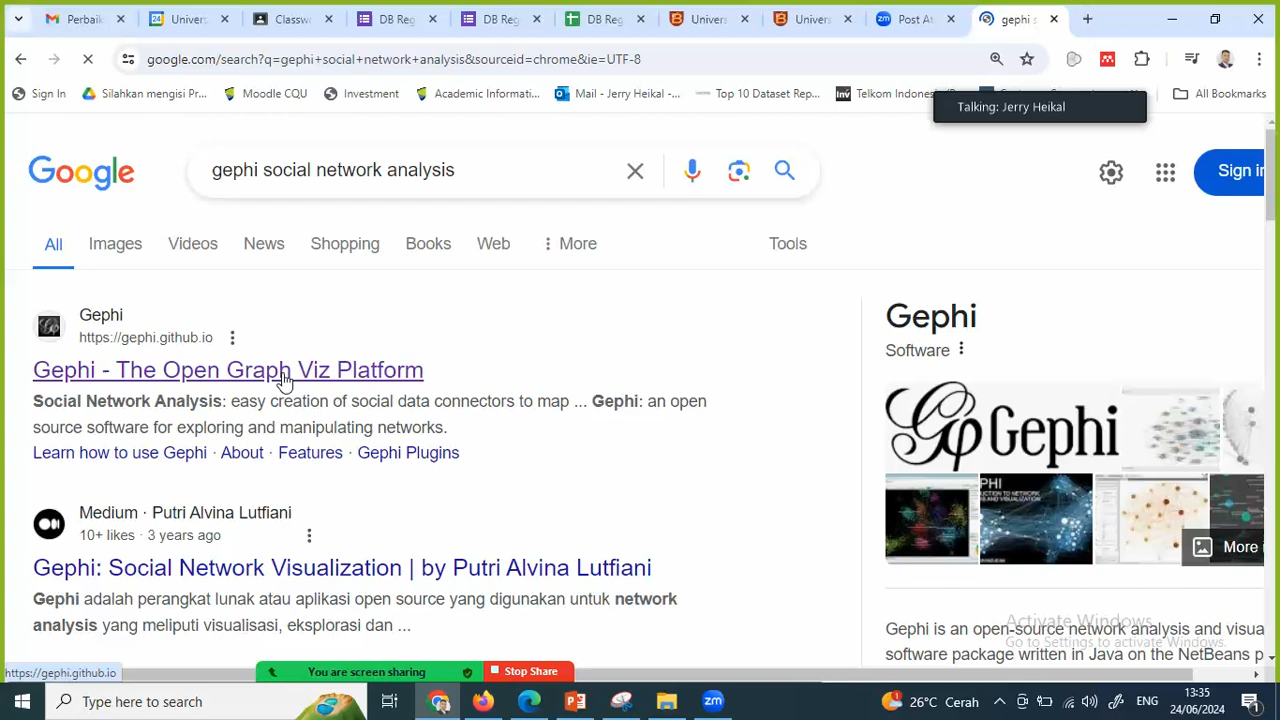 Perbaik
Univers
Classw
DB Reg
DB Reg
DB Reg
Univers
Univers
Post At
gephi s
google.com/search?q=gephi+social+network+analysis&sourceid=chrome&ie=UTF-8
Sign In
Silahkan mengisi Pr...
Moodle CQU
Investment
Academic Informati...
Mail - Jerry Heikal -...
Top 10 Dataset Rep...
Telkom Indonesia
All Bookmarks
Talking: Jerry Heikal
Google
gephi social network analysis
Sign in
All
Images
Videos
News
Shopping
Books
Web
More
Tools
Gephi
https://gephi.github.io
Gephi - The Open Graph Viz Platform
Social Network Analysis: easy creation of social data connectors to map ... Gephi: an open
source software for exploring and manipulating networks.
Learn how to use Gephi · About · Features · Gephi Plugins
Medium · Putri Alvina Lutfiani
10+ likes · 3 years ago
Gephi: Social Network Visualization | by Putri Alvina Lutfiani
Gephi adalah perangkat lunak atau aplikasi open source yang digunakan untuk network
analysis yang meliputi visualisasi, eksplorasi dan ...
Gephi
Software
Gephi
More i
Gephi is an open-source network analysis and visua
software package written in Java on the NetBeans p
Activate Windows
Go to Settings to activate Windows.
https://gephi.github.io
You are screen sharing
Stop Share
Type here to search
26°C Cerah
ENG
13:35
24/06/2024